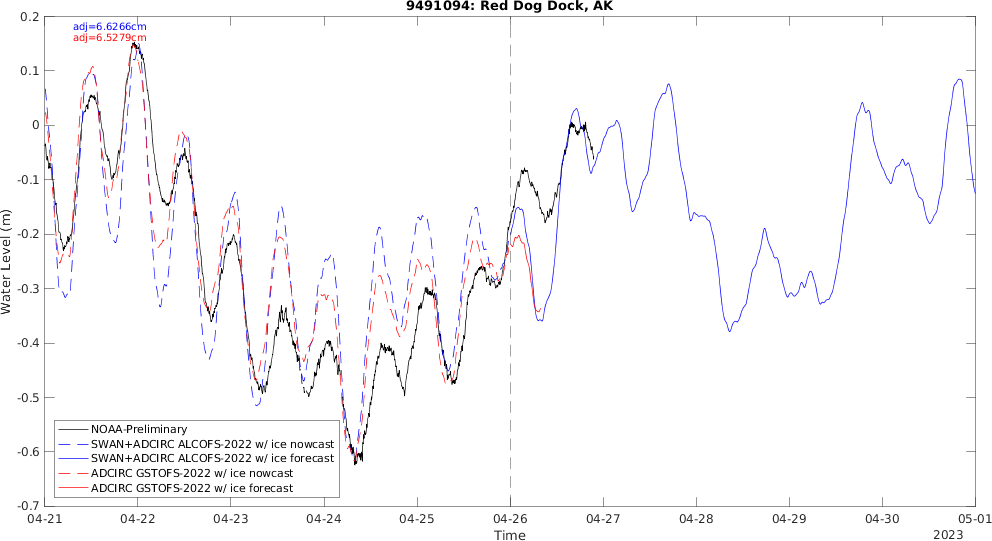 9491094: Red Dog Dock, AK
adj=6.6266cm
adj=6.5279cm
0.2
0.1
0
-0.1
-0.2
-0.3
-0.4
-0.5
-0.6
-0.7
Water Level (m)
NOAA-Preliminary
SWAN+ADCIRC ALCOFS-2022 w/ ice nowcast
SWAN+ADCIRC ALCOFS-2022 w/ ice forecast
ADCIRC GSTOFS-2022 w/ ice nowcast
ADCIRC GSTOFS-2022 w/ ice forecast
04-21 04-22 04-23 04-24 04-25 04-26 04-27 04-28 04-29 04-30 05-01
Time
2023